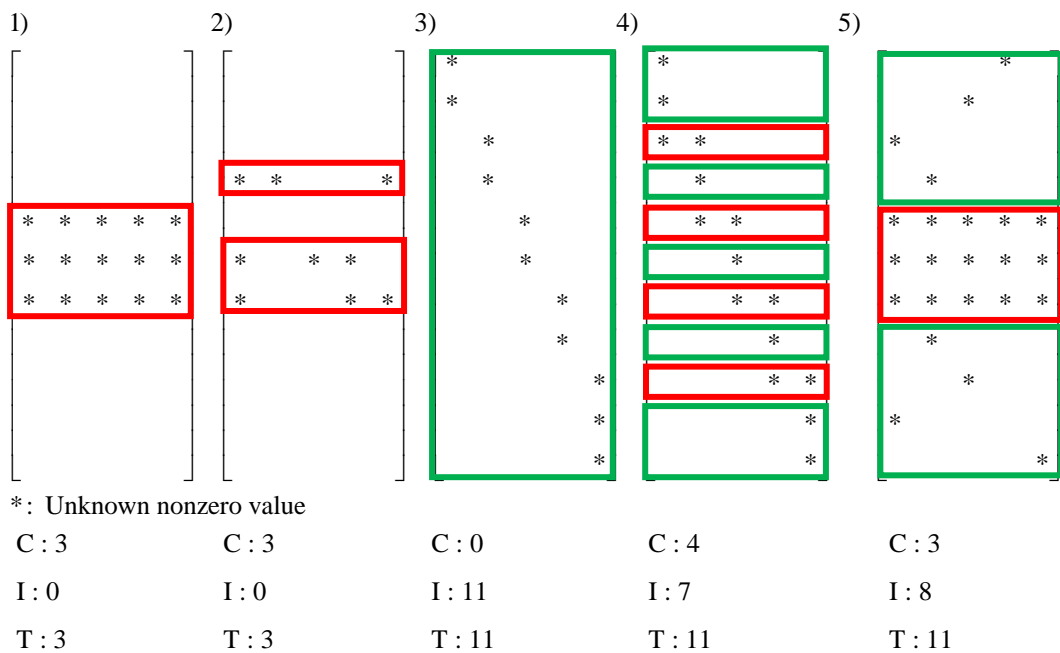 1) 2) 3) 4) 5)
* * *
* * *
* * * *
* * * * * *
* * * * * * * * * * * * *
* * * * * * * * * * * * * * *
* * * * * * * * * * * * * * * *
* * *
* * * *
* * *
* * *
*: Unknown nonzero value
C : 3 C : 3 C : 0 C : 4 C : 3
I : 0 I : 0 I : 11 I : 7 I : 8
T : 3 T : 3 T : 11 T : 11 T : 11